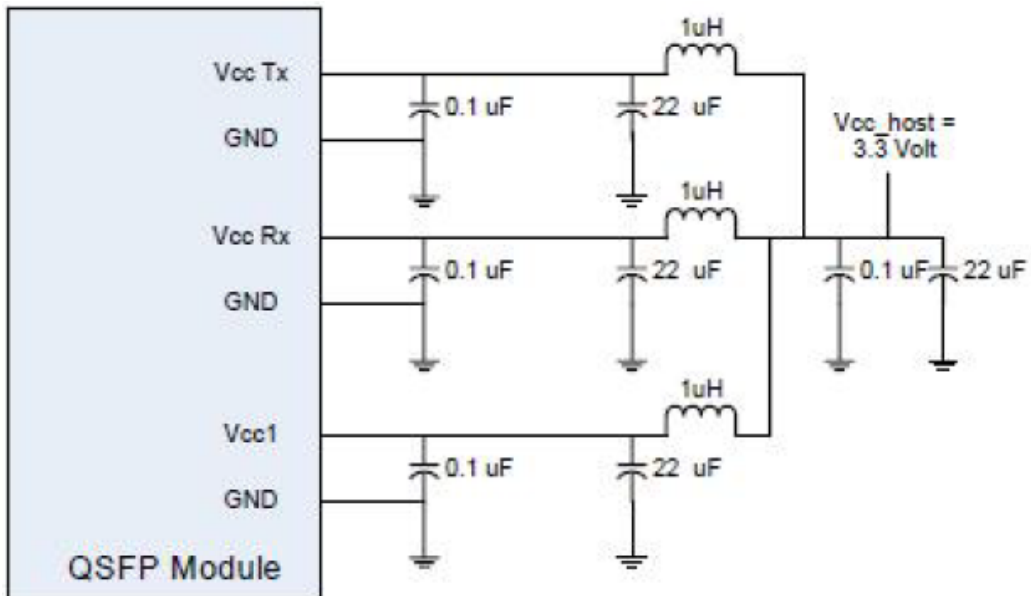 1uH
Vcc Tx
0.1 uF
22 uF
Vcc_host =
3.3 Volt
GND
1uH
Vcc Rx
0.1 uF
22 uF
0.1 uF
22 uF
GND
1uH
Vcc1
0.1 uF
22 uF
GND
QSFP Module